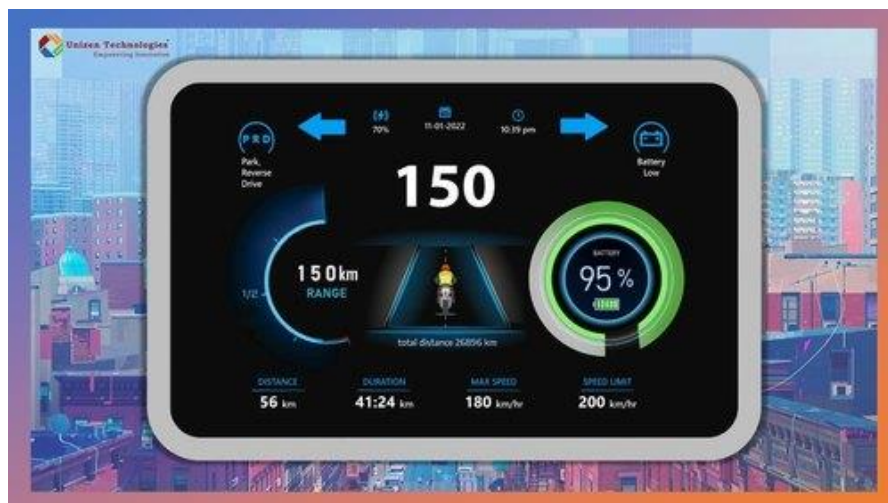 Unizen Technologies
Empowering Innovation
P R D
Park,
Reverse
Drive
70%
11-01-2022
10:39 pm
Battery
Low
150
150km
RANGE
1/2
BATTERY
95 %
total distance 26896 km
DISTANCE
56 km
DURATION
41:24 km
MAX SPEED
180 km/hr
SPEED LIMIT
200 km/hr